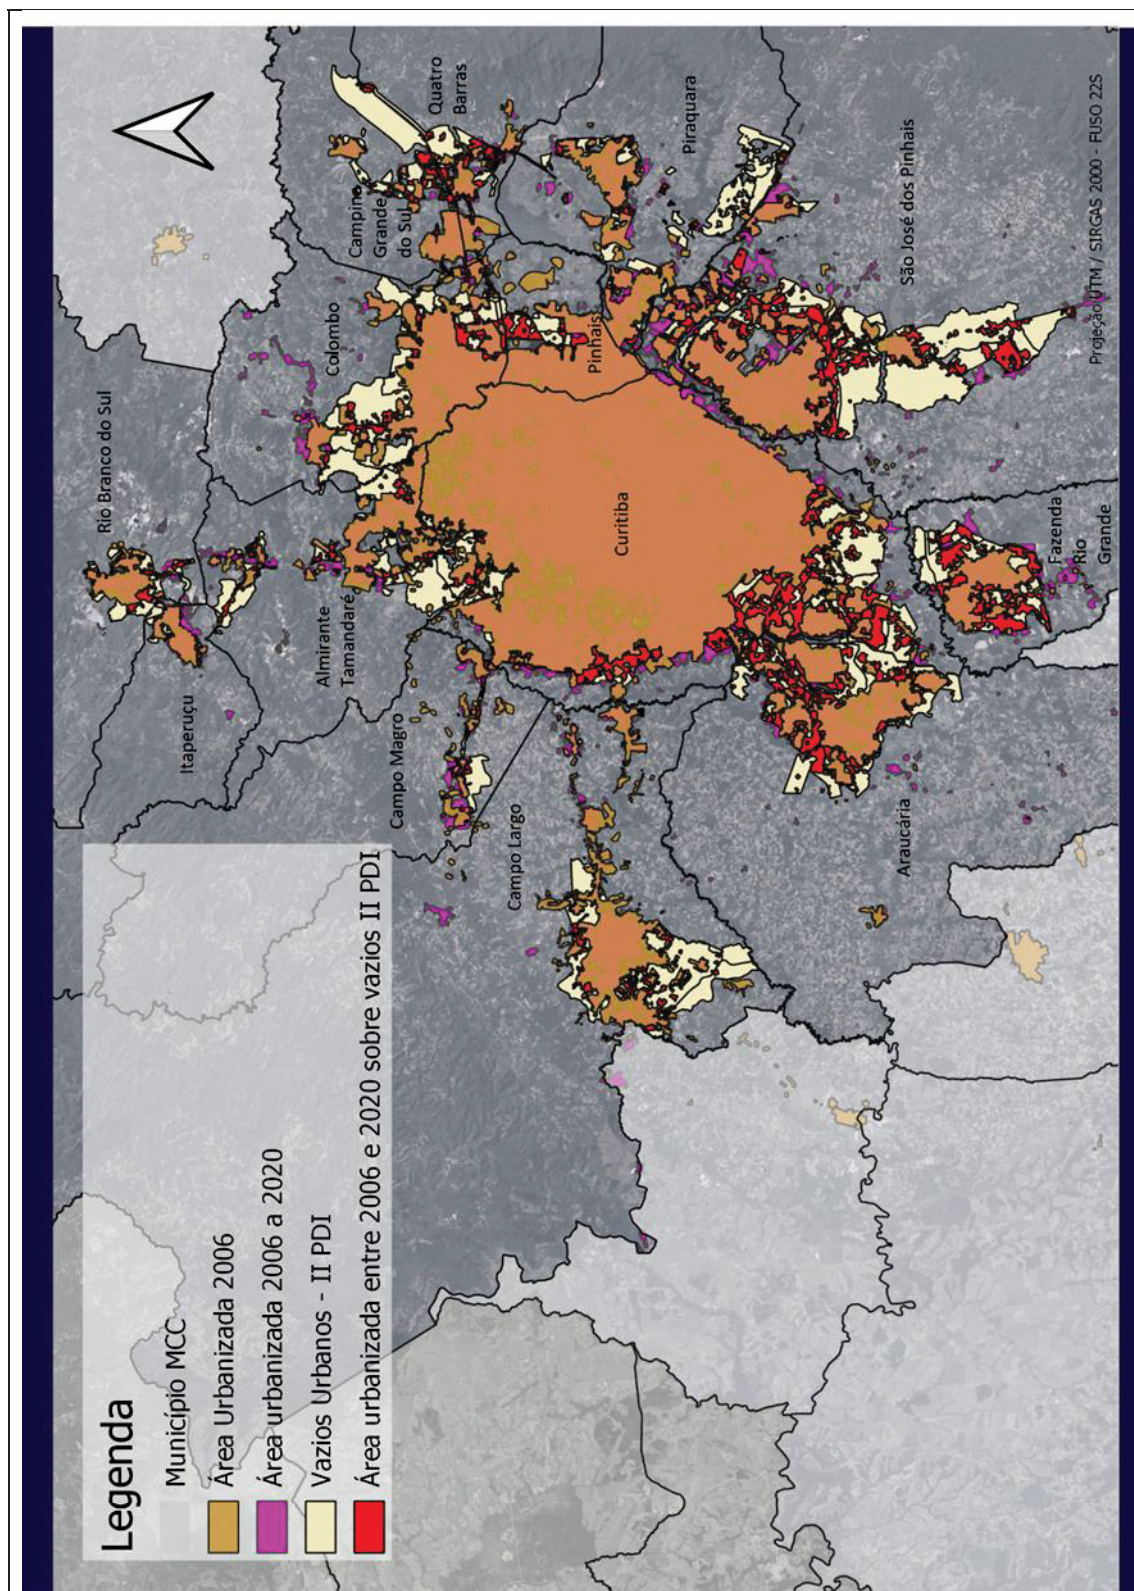 Legenda
Município MCC
Área Urbanizada 2006
Área urbanizada 2006 a 2020
Vazios Urbanos - II PDI
Área urbanizada entre 2006 e 2020 sobre vazios II PDI
Rio Branco do Sul
Itaperuçu
Almirante
Tamandaré
Colombo
Campina
Grande
do Sul
Quatro
Barras
Campo Magro
Campo Largo
Curitiba
Pinhais
Piraquara
São José dos Pinhais
Araucária
Fazenda
Rio
Grande
Projeção UTM / SIRGAS 2000 - FUSO 22S